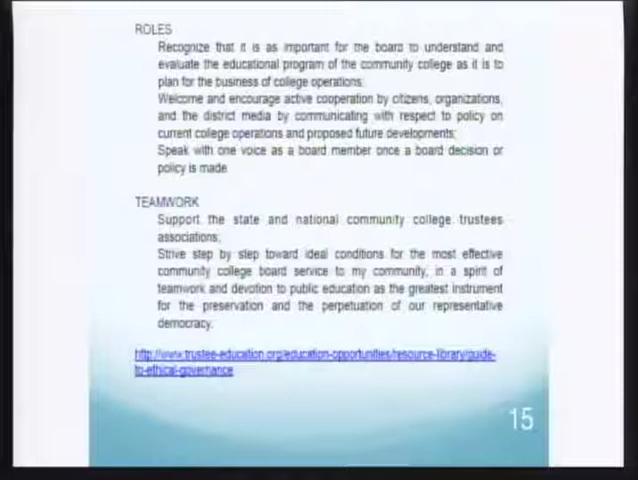 ROLES
Recognize that it is as important for the board to understand and
evaluate the educational program of the community college as it is to
plan for the business of college operations;
Welcome and encourage active cooperation by citizens, organizations,
and the district media by communicating with respect to policy on
current college operations and proposed future developments;
Speak with one voice as a board member once a board decision or
policy is made
TEAMWORK
Support the state and national community college trustees
associations;
Strive step by step toward ideal conditions for the most effective
community college board service to my community, in a spirit of
teamwork and devotion to public education as the greatest instrument
for the preservation and the perpetuation of our representative
democracy.
http://www.trustee-education.org/education-opportunities/resource-library/guide-
to-ethical-governance
15